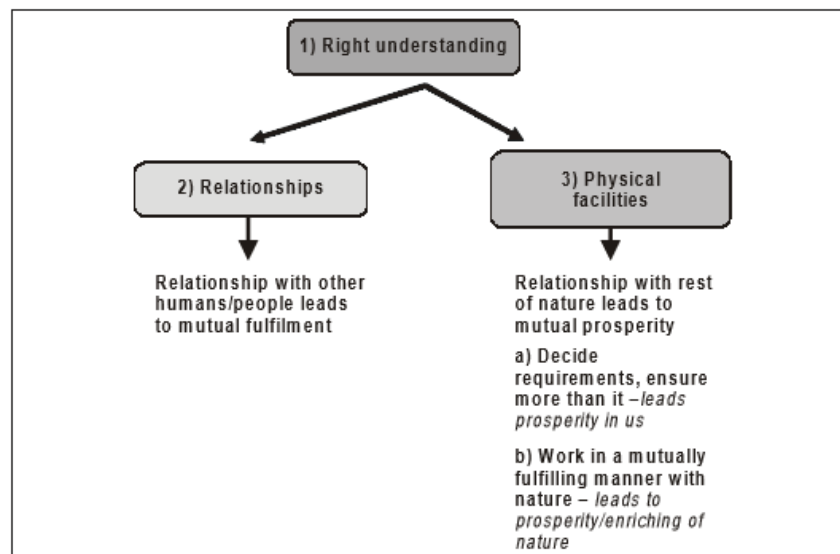 1) Right understanding
2) Relationships
Relationship with other
humans/people leads
to mutual fulfilment
3) Physical
facilities
Relationship with rest
of nature leads to
mutual prosperity
a) Decide
requirements, ensure
more than it –leads
prosperity in us
b) Work in a mutually
fulfilling manner with
nature – leads to
prosperity/enriching of
nature